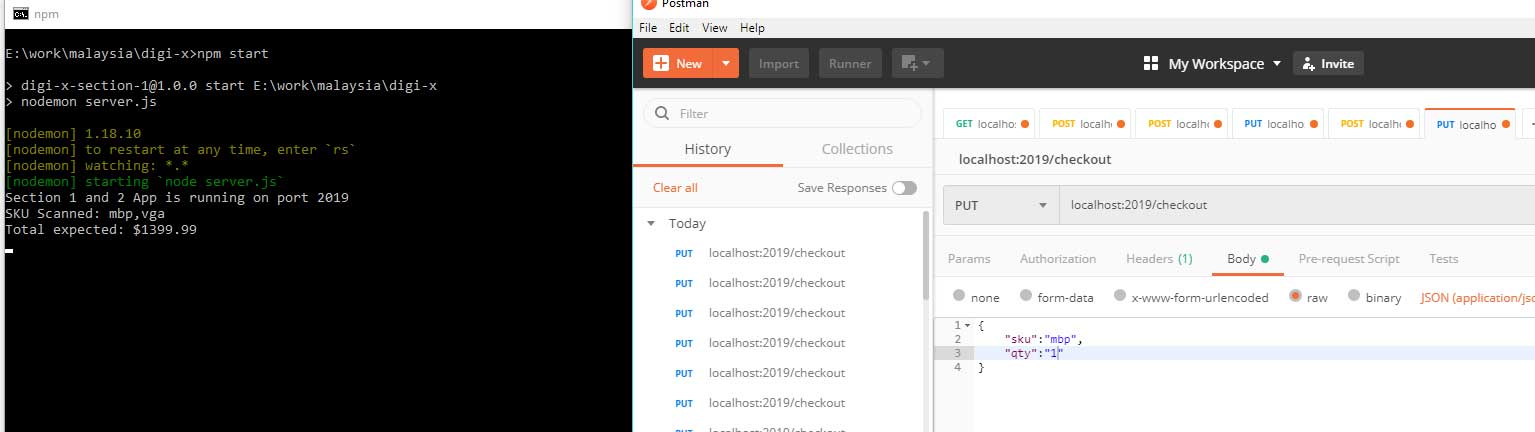 npm
E:\work\malaysia\digi-x>npm start
> digi-x-section-1@1.0.0 start E:\work\malaysia\digi-x
> nodemon server.js
[nodemon] 1.18.10
[nodemon] to restart at any time, enter `rs`
[nodemon] watching: *.*
[nodemon] starting `node server.js`
Section 1 and 2 App is running on port 2019
SKU Scanned: mbp,vga
Total expected: $1399.99
Postman
File Edit View Help
New Import Runner My Workspace Invite
Filter
History Collections
Clear all Save Responses
Today
PUT localhost:2019/checkout
PUT localhost:2019/checkout
PUT localhost:2019/checkout
PUT localhost:2019/checkout
PUT localhost:2019/checkout
PUT localhost:2019/checkout
GET localho: POST localh POST localh PUT localho POST localh PUT localho
localhost:2019/checkout
PUT localhost:2019/checkout
Params Authorization Headers (1) Body Pre-request Script Tests
none form-data x-www-form-urlencoded raw binary JSON (application/jso
1 {
2 "sku":"mbp",
3 "qty":"1"
4 }